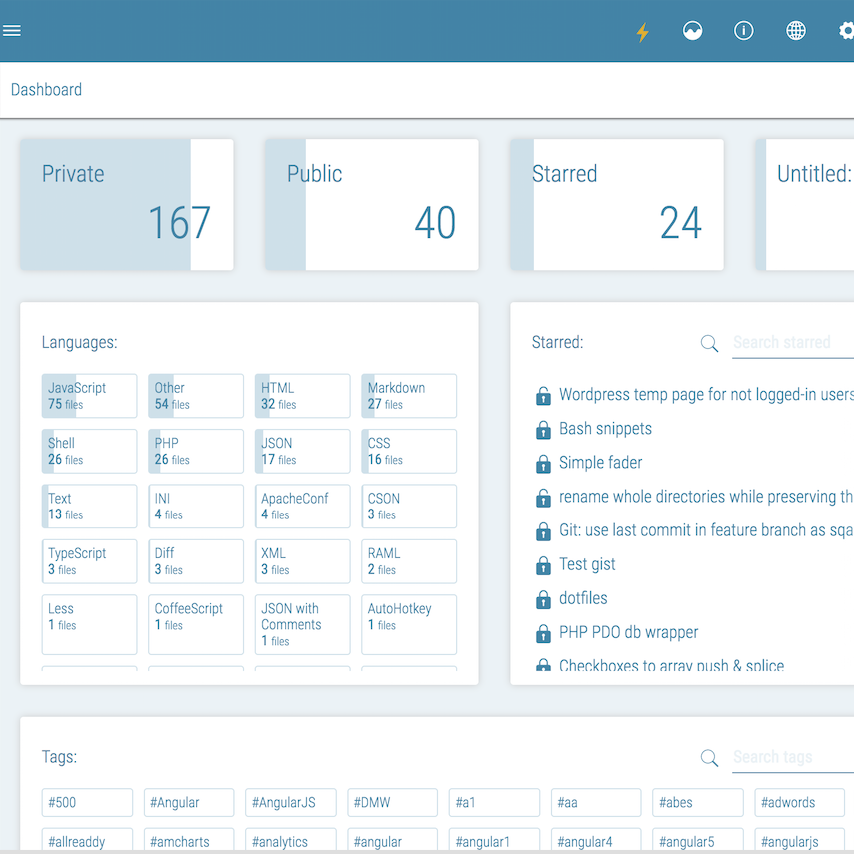 Dashboard
Private
167
Public
40
Starred
24
Untitled:
Languages:
JavaScript
75 files
Other
54 files
HTML
32 files
Markdown
27 files
Shell
26 files
PHP
26 files
JSON
17 files
CSS
16 files
Text
13 files
INI
4 files
ApacheConf
4 files
CSON
3 files
TypeScript
3 files
Diff
3 files
XML
3 files
RAML
2 files
Less
1 files
CoffeeScript
1 files
JSON with
Comments
1 files
AutoHotkey
1 files
Starred:
Search starred
Wordpress temp page for not logged-in users
Bash snippets
Simple fader
rename whole directories while preserving th
Git: use last commit in feature branch as sqa
Test gist
dotfiles
PHP PDO db wrapper
Checkboxes to array push & splice
Tags:
Search tags
#500
#Angular
#AngularJS
#DMW
#a1
#aa
#abes
#adwords
#allreaddy
#amcharts
#analytics
#angular
#angular1
#angular4
#angular5
#angularjs